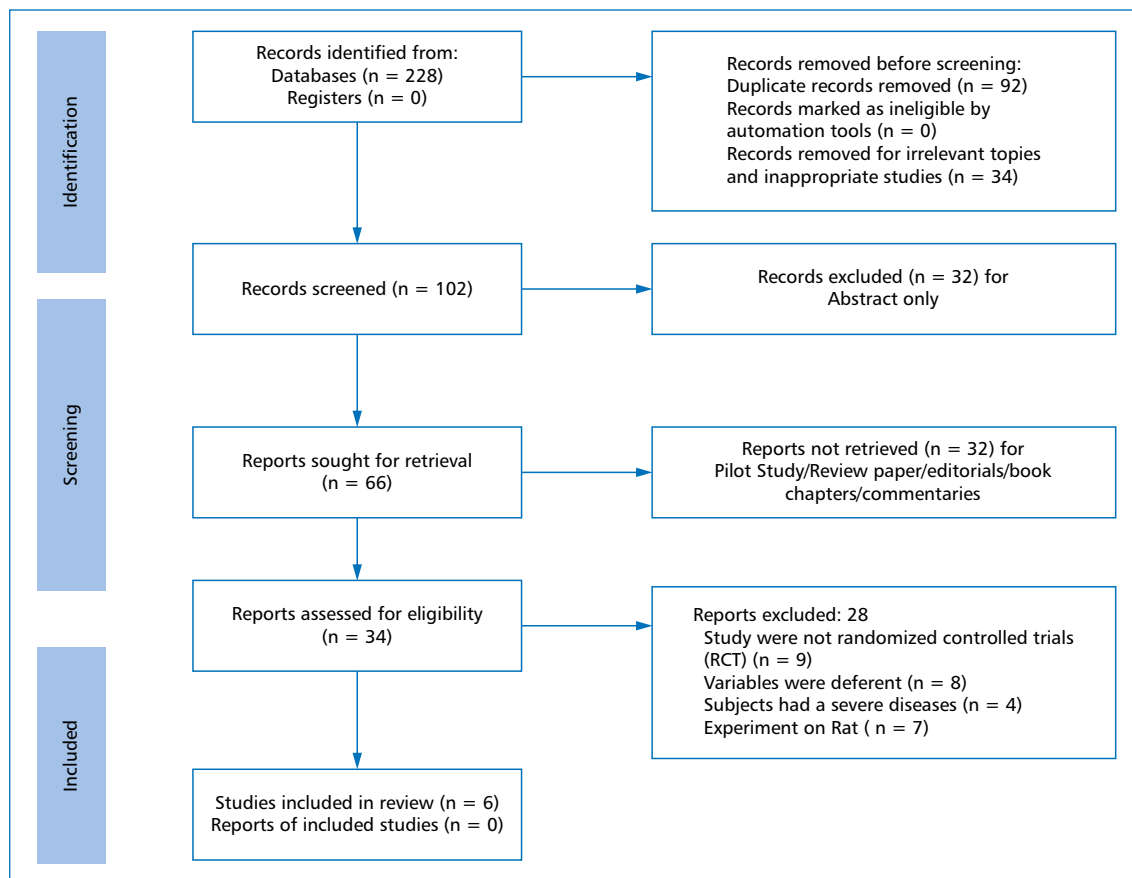 Identification
Records identified from:
Databases (n = 228)
Registers (n = 0)
Records removed before screening:
Duplicate records removed (n = 92)
Records marked as ineligible by
automation tools (n = 0)
Records removed for irrelevant topies
and inappropriate studies (n = 34)
Screening
Records screened (n = 102)
Records excluded (n = 32) for
Abstract only
Reports sought for retrieval
(n = 66)
Reports not retrieved (n = 32) for
Pilot Study/Review paper/editorials/book
chapters/commentaries
Reports assessed for eligibility
(n = 34)
Reports excluded: 28
Study were not randomized controlled trials
(RCT) (n = 9)
Variables were deferent (n = 8)
Subjects had a severe diseases (n = 4)
Experiment on Rat ( n = 7)
Included
Studies included in review (n = 6)
Reports of included studies (n = 0)